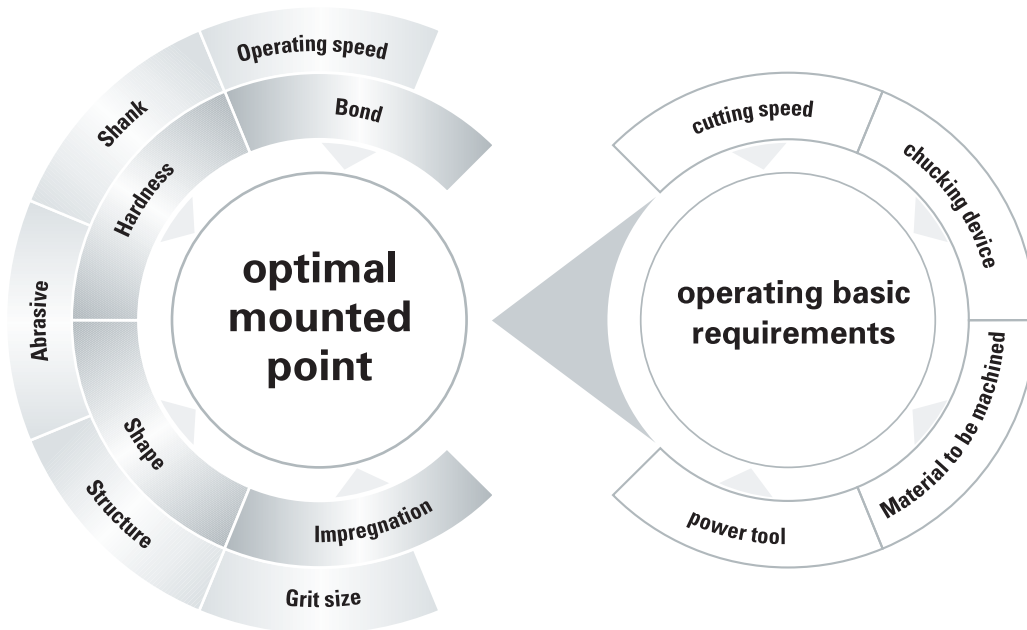 Operating speed
Bond
Shank
Hardness
Abrasive
optimal
mounted
point
Shape
Structure
Impregnation
Grit size
cutting speed
chucking device
operating basic
requirements
Material to be machined
power tool